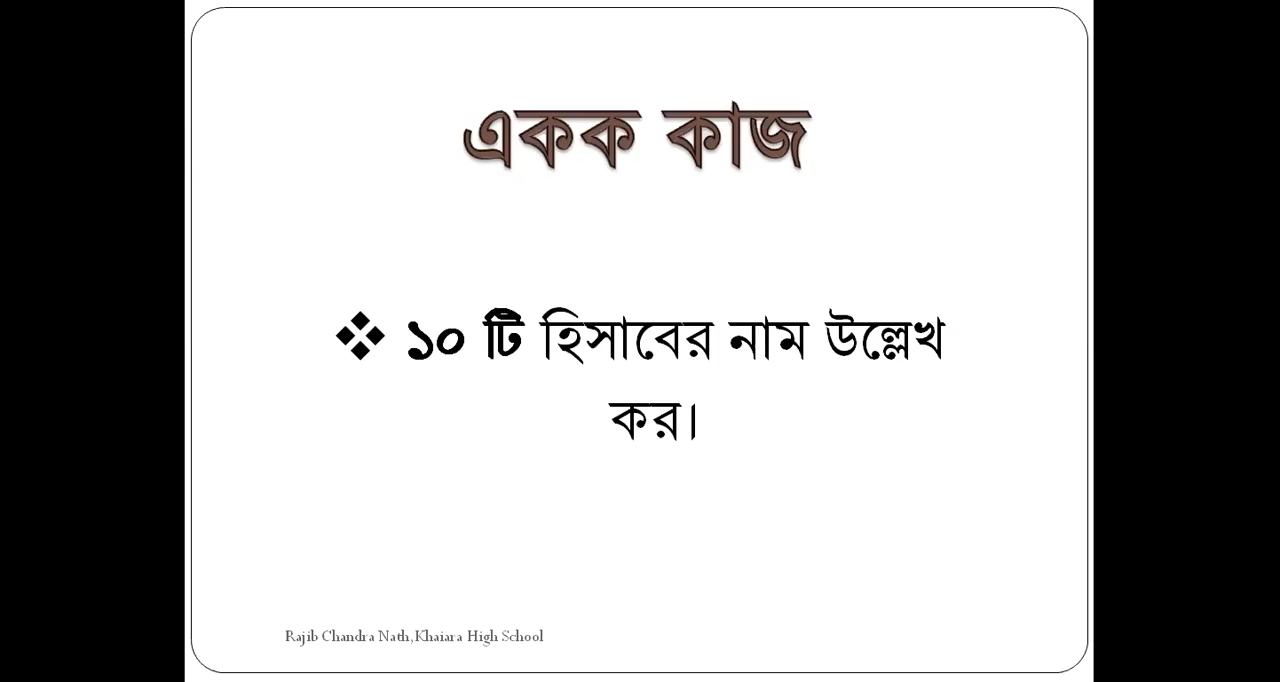 একক কাজ
❖ ১০ টি হিসাবের নাম উল্লেখ
কর।
Rajib Chandra Nath,Khaiara High School